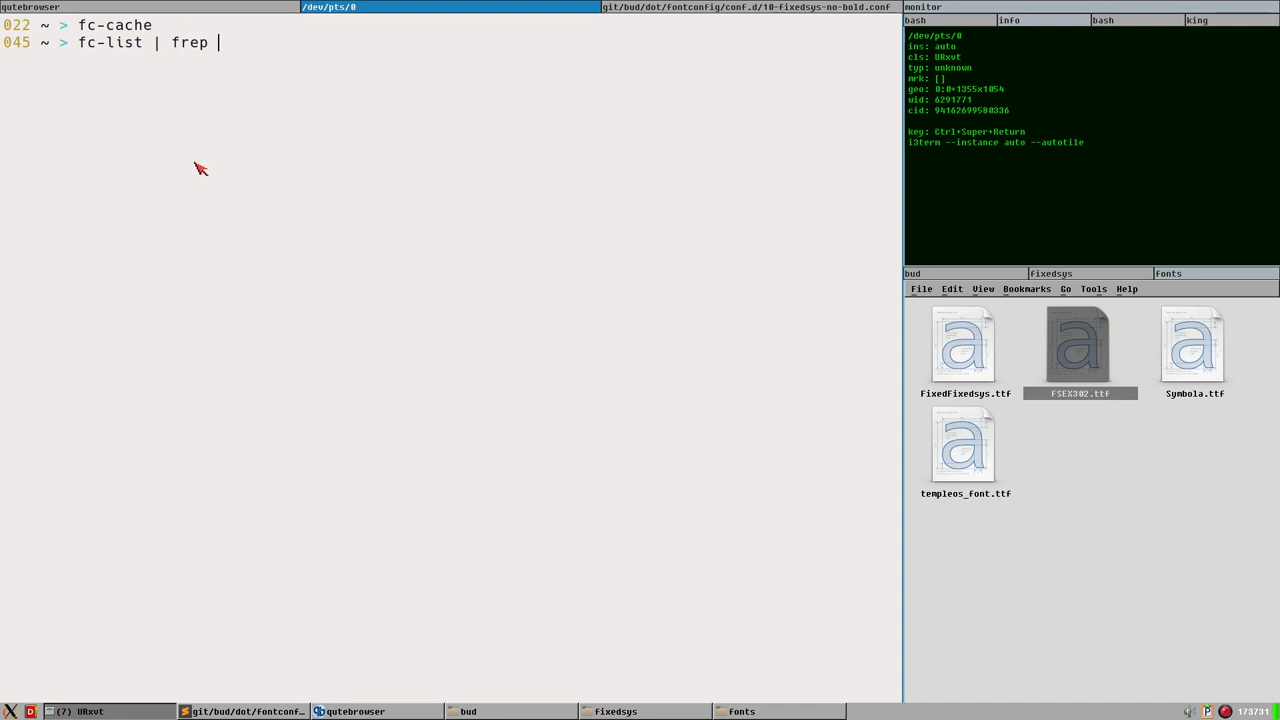 qutebrowser
/dev/pts/0
git/bud/dot/fontconfig/conf.d/10-fixedsys-no-bold.conf
022 ~ > fc-cache
045 ~ > fc-list | frep
monitor
bash
info
bash
king
/dev/pts/0
ins: auto
cls: URxvt
typ: unknown
mrk: []
geo: 0:0+1355x1054
wid: 6291771
cid: 94162699580336
key: Ctrl+Super+Return
i3term --instance auto --autotile
bud
fixedsys
fonts
File Edit View Bookmarks Go Tools Help
FixedFixedsys.ttf
FSEX302.ttf
Symbola.ttf
templeos_font.ttf
(7) URxvt
git/bud/dot/fontconf...
qutebrowser
bud
fixedsys
fonts
173731